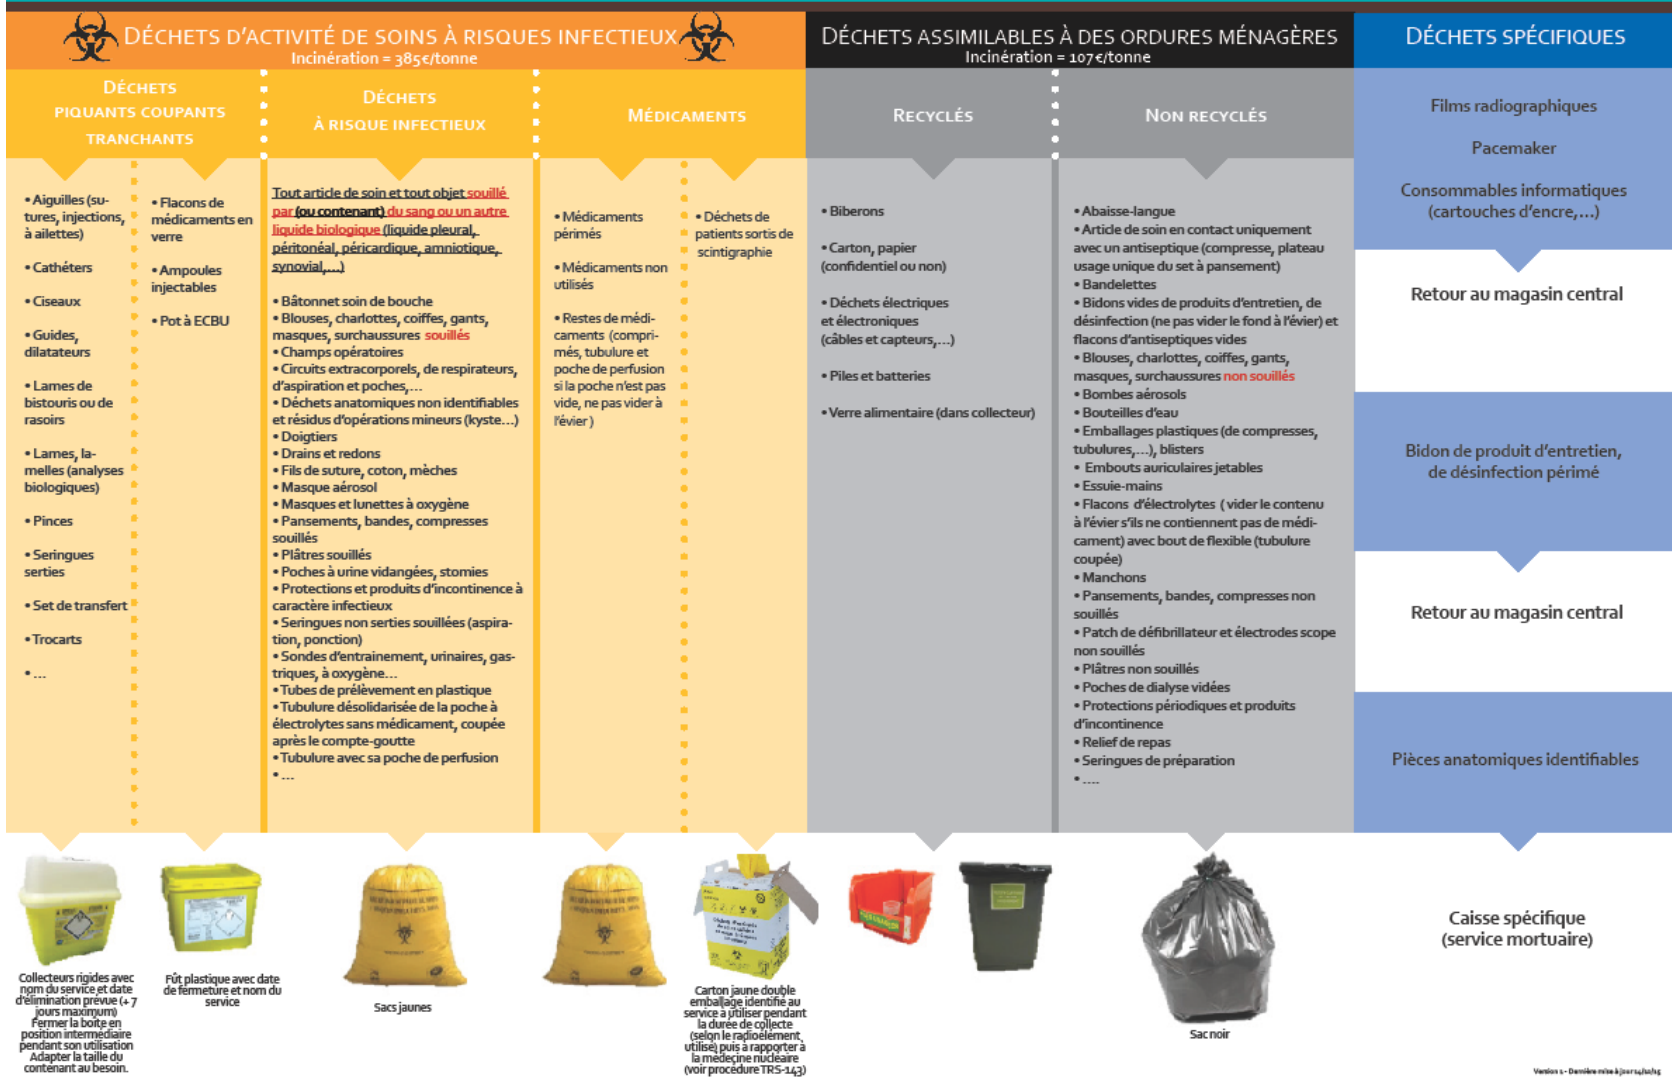 DÉCHETS D'ACTIVITÉ DE SOINS À RISQUES INFECTIEUX
Incinération = 385€/tonne
DÉCHETS
PIQUANTS COUPANTS
TRANCHANTS
DÉCHETS
À RISQUE INFECTIEUX
MÉDICAMENTS
• Aiguilles (su-
tures, injections,
à ailettes)
• Cathéters
• Ciseaux
• Guides,
dilatateurs
• Lames de
bistouris ou de
rasoirs
• Lames, la-
melles (analyses
biologiques)
• Pinces
• Seringues
serties
• Set de transfert
• Trocarts
• ...
• Flacons de
médicaments en
verre
• Ampoules
injectables
• Pot à ECBU
Tout article de soin et tout objet souillé
par (ou contenant) du sang ou un autre
liquide biologique (liquide pleural,
péritonéal, péricardique, amniotique,
synovial,...)
• Bâtonnet soin de bouche
• Blouses, charlottes, coiffes, gants,
masques, surchaussures souillés
• Champs opératoires
• Circuits extracorporels, de respirateurs,
d'aspiration et poches,...
• Déchets anatomiques non identifiables
et résidus d'opérations mineurs (kyste...)
• Doigtiers
• Drains et redons
• Fils de suture, coton, mèches
• Masque aérosol
• Masques et lunettes à oxygène
• Pansements, bandes, compresses
souillés
• Plâtres souillés
• Poches à urine vidangées, stomies
• Protections et produits d'incontinence à
caractère infectieux
• Seringues non serties souillées (aspira-
tion, ponction)
• Sondes d'entrainement, urinaires, gas-
triques, à oxygène...
• Tubes de prélèvement en plastique
• Tubulure désolidarisée de la poche à
électrolytes sans médicament, coupée
après le compte-goutte
• Tubulure avec sa poche de perfusion
• ...
• Médicaments
périmés
• Médicaments non
utilisés
• Restes de médi-
caments (compri-
més, tubulure et
poche de perfusion
si la poche n'est pas
vide, ne pas vider à
l'évier )
• Déchets de
patients sortis de
scintigraphie
Collecteurs rigides avec
nom du service et date
d'élimination prévue (+ 7
jours maximum)
Fermer la boîte en
position intermédiaire
pendant son utilisation
Adapter la taille du
contenant au besoin.
Fût plastique avec date
de fermeture et nom du
service
Sacs jaunes
Carton jaune double
emballage identifié au
service à utiliser pendant
la durée de collecte
(selon le radioélément
utilisé) puis à rapporter à
la médecine nucléaire
(voir procédure TRS-143)
DÉCHETS ASSIMILABLES À DES ORDURES MÉNAGÈRES
Incinération = 107€/tonne
RECYCLÉS
NON RECYCLÉS
• Biberons
• Carton, papier
(confidentiel ou non)
• Déchets électriques
et électroniques
(câbles et capteurs,...)
• Piles et batteries
• Verre alimentaire (dans collecteur)
• Abaisse-langue
• Article de soin en contact uniquement
avec un antiseptique (compresse, plateau
usage unique du set à pansement)
• Bandelettes
• Bidons vides de produits d'entretien, de
désinfection (ne pas vider le fond à l'évier) et
flacons d'antiseptiques vides
• Blouses, charlottes, coiffes, gants,
masques, surchaussures non souillés
• Bombes aérosols
• Bouteilles d'eau
• Emballages plastiques (de compresses,
tubulures,...), blisters
• Embouts auriculaires jetables
• Essuie-mains
• Flacons d'électrolytes ( vider le contenu
à l'évier s'ils ne contiennent pas de médi-
cament) avec bout de flexible (tubulure
coupée)
• Manchons
• Pansements, bandes, compresses non
souillés
• Patch de défibrillateur et électrodes scope
non souillés
• Plâtres non souillés
• Poches de dialyse vidées
• Protections périodiques et produits
d'incontinence
• Relief de repas
• Seringues de préparation
• ....
Sac noir
DÉCHETS SPÉCIFIQUES
Films radiographiques
Pacemaker
Consommables informatiques
(cartouches d'encre,...)
Retour au magasin central
Bidon de produit d'entretien,
de désinfection périmé
Retour au magasin central
Pièces anatomiques identifiables
Caisse spécifique
(service mortuaire)
Version 1 - Dernière mise à jour